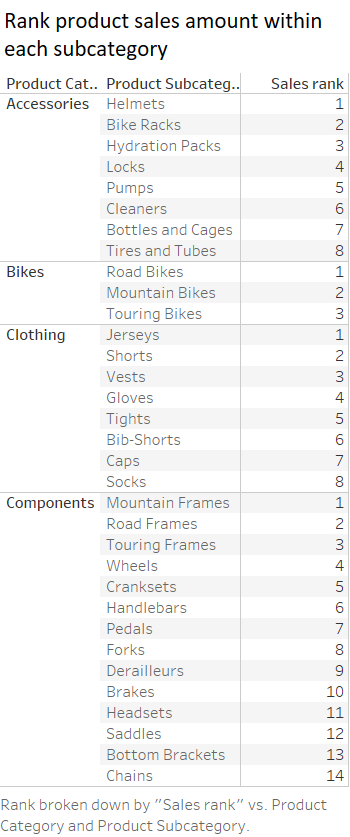 Rank product sales amount within
each subcategory
Product Cat.. Product Subcateg.. Sales rank
Accessories Helmets 1
Bike Racks 2
Hydration Packs 3
Locks 4
Pumps 5
Cleaners 6
Bottles and Cages 7
Tires and Tubes 8
Bikes Road Bikes 1
Mountain Bikes 2
Touring Bikes 3
Clothing Jerseys 1
Shorts 2
Vests 3
Gloves 4
Tights 5
Bib-Shorts 6
Caps 7
Socks 8
Components Mountain Frames 1
Road Frames 2
Touring Frames 3
Wheels 4
Cranksets 5
Handlebars 6
Pedals 7
Forks 8
Derailleurs 9
Brakes 10
Headsets 11
Saddles 12
Bottom Brackets 13
Chains 14
Rank broken down by "Sales rank" vs. Product
Category and Product Subcategory.